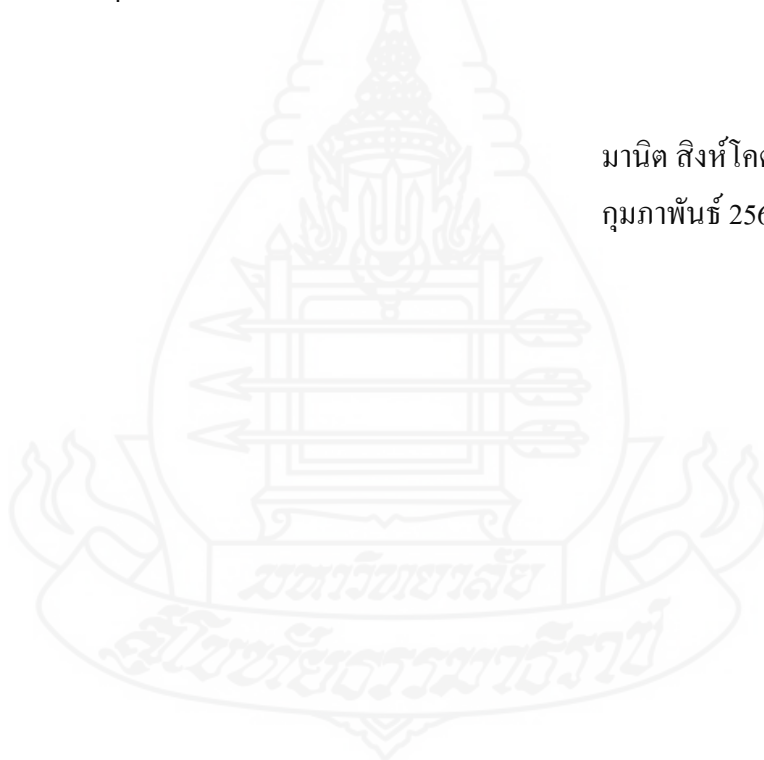 มานิต สิงห์โค
กุมภาพันธ์ 256
มหาวิทยาลัย
สุโขทัยธรรมาธิราช